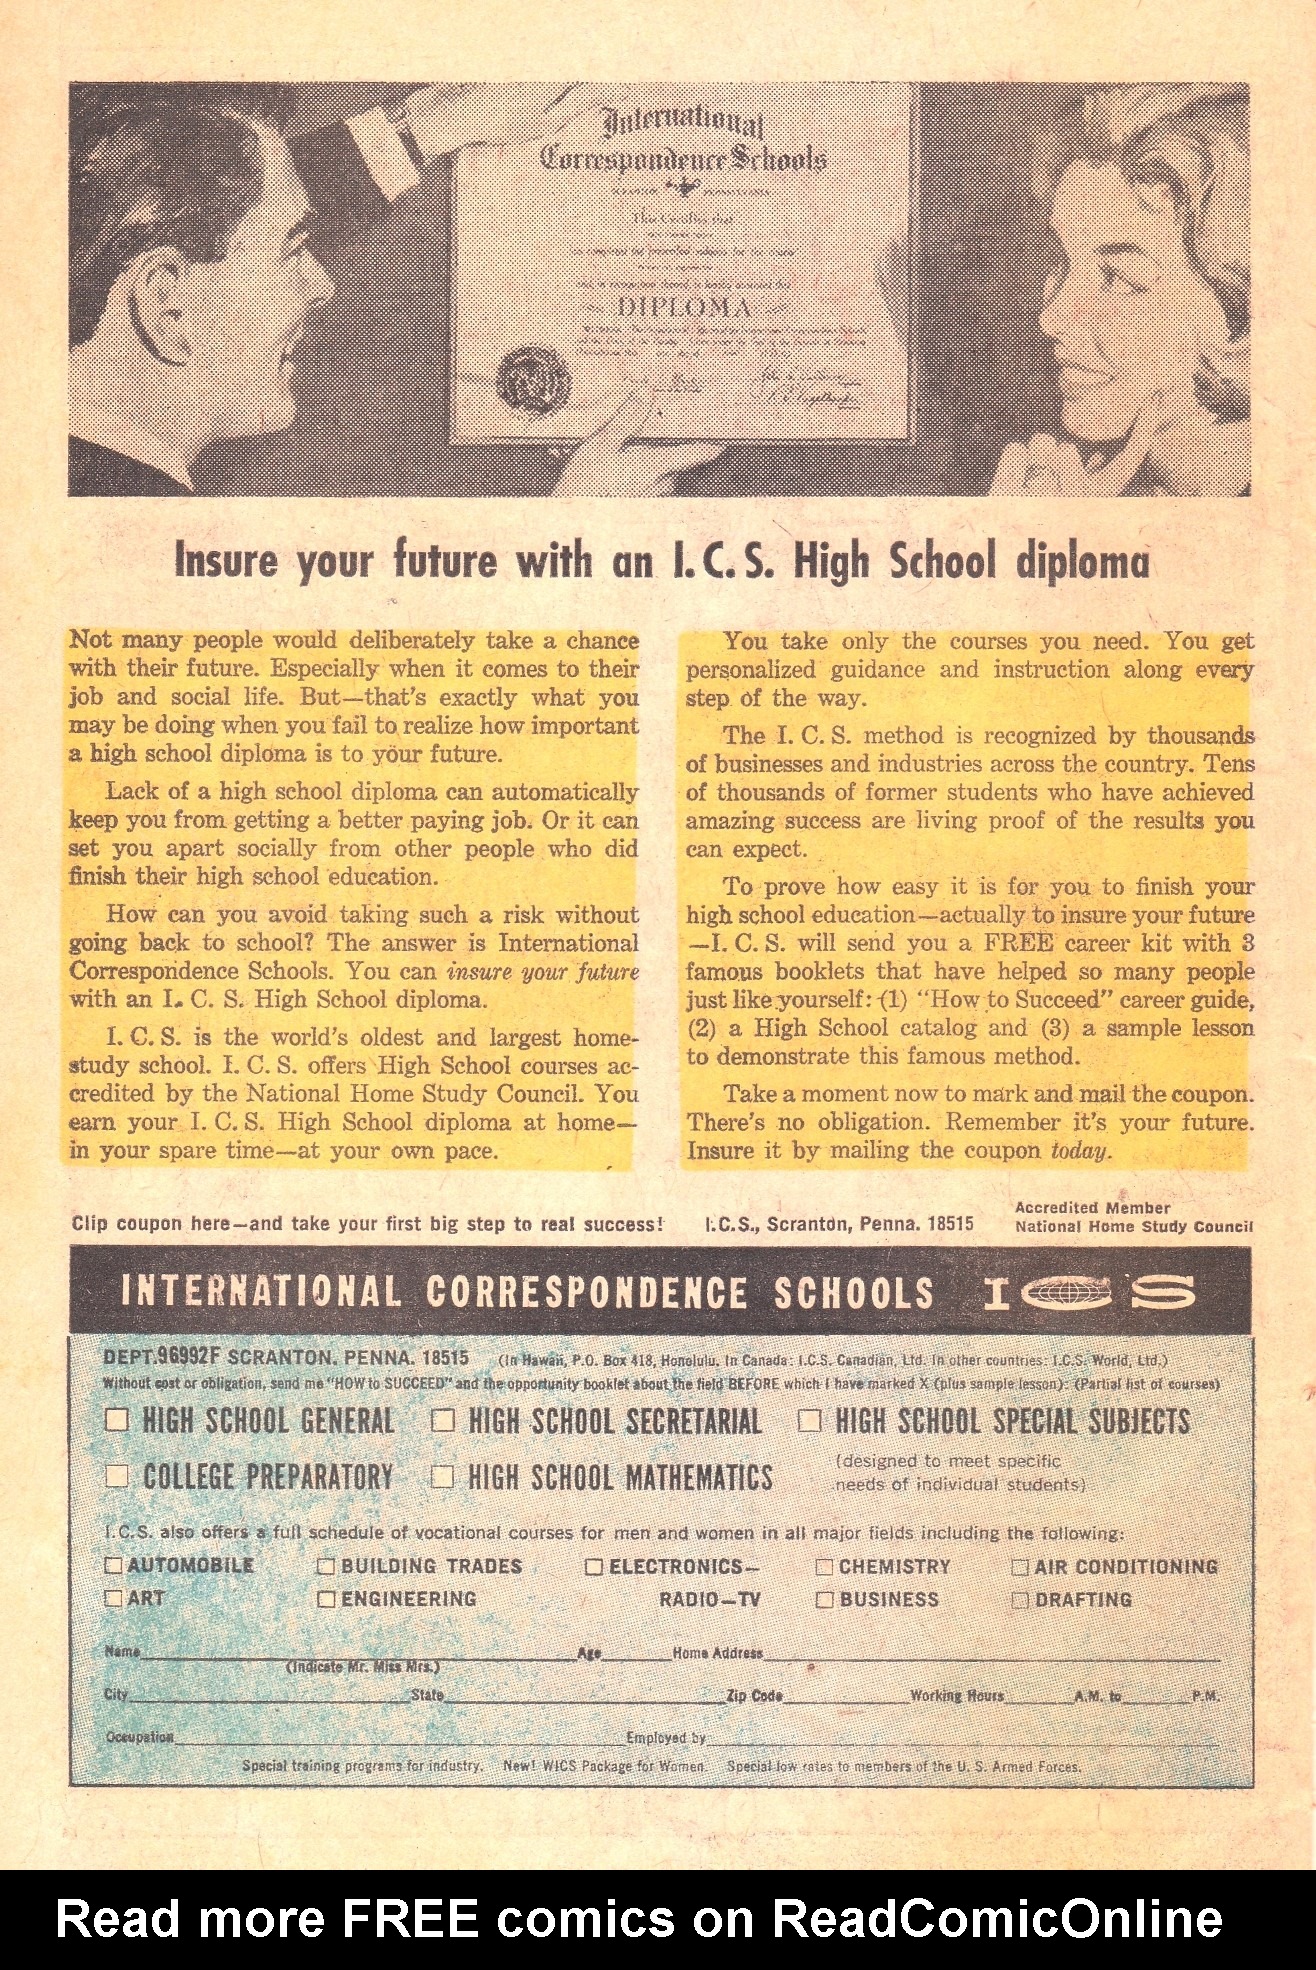 International
Correspondence Schools
SCRANTON PENNSYLVANIA
This Certifies that
DIPLOMA
Insure your future with an I.C.S. High School diploma
Not many people would deliberately take a chance
with their future. Especially when it comes to their
job and social life. But—that's exactly what you
may be doing when you fail to realize how important
a high school diploma is to your future.
Lack of a high school diploma can automatically
keep you from getting a better paying job. Or it can
set you apart socially from other people who did
finish their high school education.
How can you avoid taking such a risk without
going back to school? The answer is International
Correspondence Schools. You can insure your future
with an I. C. S. High School diploma.
I. C. S. is the world's oldest and largest home-
study school. I. C. S. offers High School courses ac-
credited by the National Home Study Council. You
earn your I. C. S. High School diploma at home—
in your spare time—at your own pace.
You take only the courses you need. You get
personalized guidance and instruction along every
step of the way.
The I. C. S. method is recognized by thousands
of businesses and industries across the country. Tens
of thousands of former students who have achieved
amazing success are living proof of the results you
can expect.
To prove how easy it is for you to finish your
high school education—actually to insure your future
—I. C. S. will send you a FREE career kit with 3
famous booklets that have helped so many people
just like yourself: (1) "How to Succeed" career guide,
(2) a High School catalog and (3) a sample lesson
to demonstrate this famous method.
Take a moment now to mark and mail the coupon.
There's no obligation. Remember it's your future.
Insure it by mailing the coupon today.
Clip coupon here—and take your first big step to real success! I.C.S., Scranton, Penna. 18515
Accredited Member
National Home Study Council
INTERNATIONAL CORRESPONDENCE SCHOOLS ICS
DEPT.96992F SCRANTON. PENNA. 18515 (In Hawaii, P.O. Box 418, Honolulu. In Canada: I.C.S. Canadian, Ltd. In other countries: I.C.S. World, Ltd.)
Without cost or obligation, send me "HOW to SUCCEED" and the opportunity booklet about the field BEFORE which I have marked X (plus sample lesson): (Partial list of courses)
HIGH SCHOOL GENERAL HIGH SCHOOL SECRETARIAL HIGH SCHOOL SPECIAL SUBJECTS
COLLEGE PREPARATORY HIGH SCHOOL MATHEMATICS
(designed to meet specific
needs of individual students)
I.C.S. also offers a full schedule of vocational courses for men and women in all major fields including the following:
AUTOMOBILE BUILDING TRADES ELECTRONICS— CHEMISTRY AIR CONDITIONING
ART ENGINEERING RADIO—TV BUSINESS DRAFTING
Name Age Home Address
(Indicate Mr. Miss Mrs.)
City State Zip Code Working Hours A.M. to P.M.
Occupation Employed by
Special training programs for industry. New! WICS Package for Women. Special low rates to members of the U. S. Armed Forces.
Read more FREE comics on ReadComicOnline